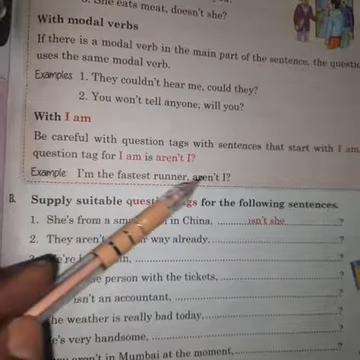 She eats meat, doesn't she?
With modal verbs
If there is a modal verb in the main part of the sentence, the
uses the same modal verb.
Examples 1. They couldn't hear me, could they?
2. You won't tell anyone, will you?
With I am
Be careful with question tags with sentences that start with I am.
question tag for I am is aren't I?
Example: I'm the fastest runner, aren't I?
B. Supply suitable for the following sentences.
1. She's from a in China, isn't she ?
2. They aren't way already. ?
?
person with the tickets, ?
isn't an accountant, ?
he weather is really bad today, ?
e's very handsome, ?
aren't in Mumbai at the moment,